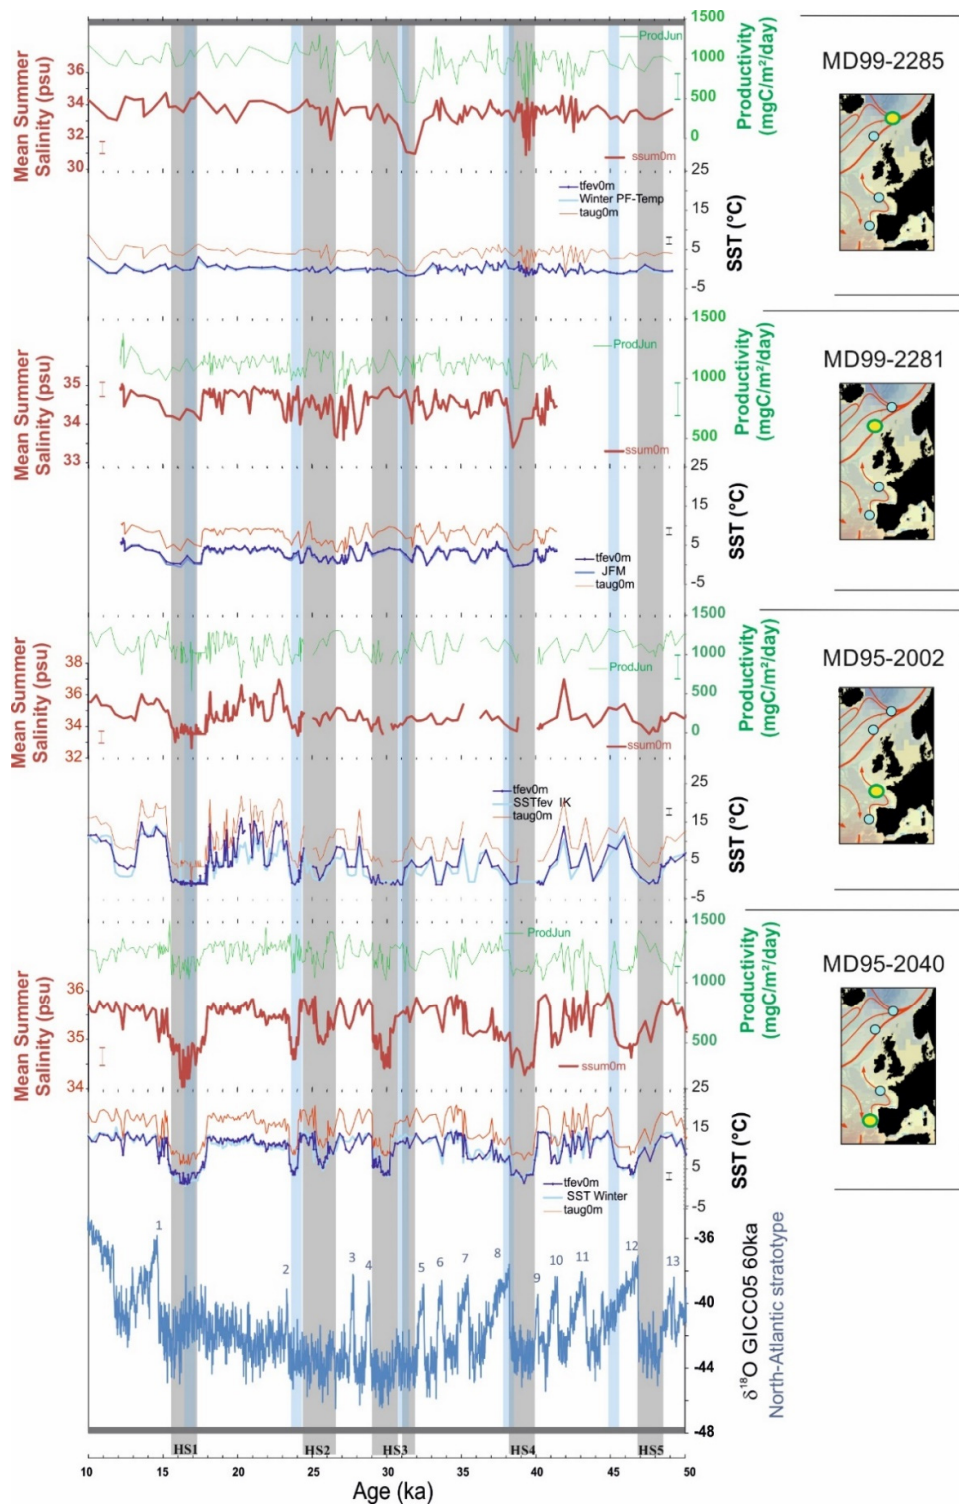 1500
1000
500
0
Productivity
(mgC/m²/day)
ProdJun
36
34
32
30
Mean Summer
Salinity (psu)
ssum0m
MD99-2285
25
15
5
-5
SST (°C)
tfev0m
Winter PF-Temp
taug0m
1500
1000
500
Productivity
(mgC/m²/day)
ProdJun
35
34
33
Mean Summer
Salinity (psu)
ssum0m
MD99-2281
25
15
5
-5
SST (°C)
tfev0m
JFM
taug0m
1500
1000
500
0
Productivity
(mgC/m²/day)
ProdJun
38
36
34
32
Mean Summer
Salinity (psu)
ssum0m
MD95-2002
25
15
5
-5
SST (°C)
tfev0m
SSTfev IK
taug0m
1500
1000
500
Productivity
(mgC/m²/day)
ProdJun
36
35
34
Mean Summer
Salinity (psu)
ssum0m
MD95-2040
25
15
5
-5
SST (°C)
tfev0m
SST Winter
taug0m
1 2 3 4 5 6 7 8 9 10 11 12 13
-36
-40
-44
-48
δ¹⁸O GICC05 60ka
North-Atlantic stratotype
HS1 HS2 HS3 HS4 HS5
10 15 20 25 30 35 40 45 50
Age (ka)